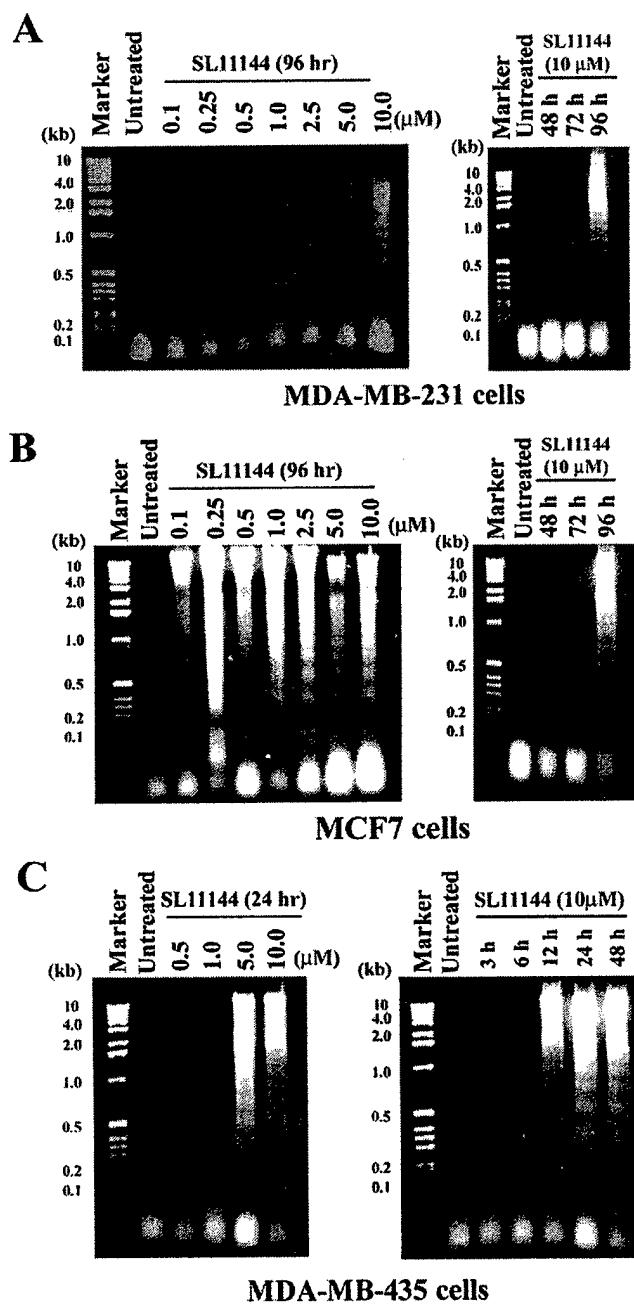 A
SL11144 (96 hr)
Marker
Untreated
0.1
0.25
0.5
1.0
2.5
5.0
10.0
(μM)
(kb)
10
4.0
2.0
1.0
0.5
0.2
0.1
SL11144
(10 μM)
Marker
Untreated
48 h
72 h
96 h
(kb)
10
4.0
2.0
1.0
0.5
0.2
0.1
MDA-MB-231 cells
B
SL11144 (96 hr)
Marker
Untreated
0.1
0.25
0.5
1.0
2.5
5.0
10.0
(μM)
(kb)
10
4.0
2.0
1.0
0.5
0.2
0.1
SL11144
(10 μM)
Marker
Untreated
48 h
72 h
96 h
(kb)
10
4.0
2.0
1.0
0.5
0.2
0.1
MCF7 cells
C
SL11144 (24 hr)
Marker
Untreated
0.5
1.0
5.0
10.0
(μM)
(kb)
10
4.0
2.0
1.0
0.5
0.2
0.1
SL11144 (10μM)
Marker
Untreated
3 h
6 h
12 h
24 h
48 h
(kb)
10
4.0
2.0
1.0
0.5
0.2
0.1
MDA-MB-435 cells